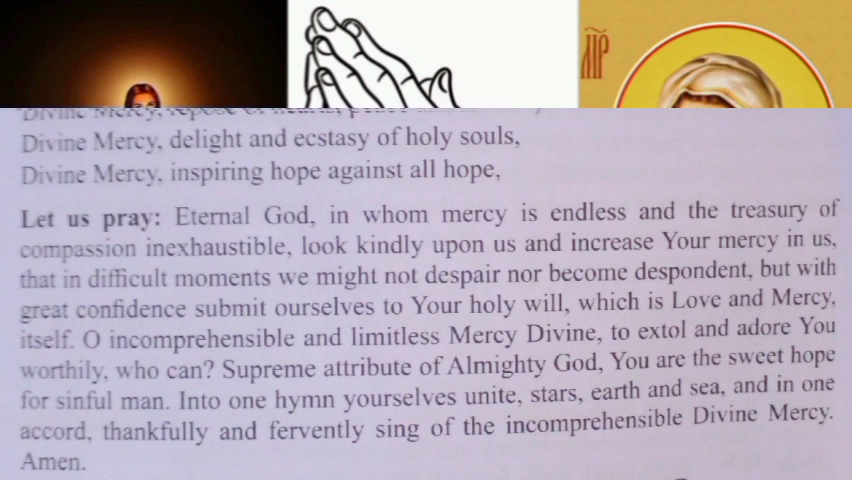 МР
Divine Mercy, repose of hearts,
Divine Mercy, delight and ecstasy of holy souls,
Divine Mercy, inspiring hope against all hope,
Let us pray: Eternal God, in whom mercy is endless and the treasury of
compassion inexhaustible, look kindly upon us and increase Your mercy in us,
that in difficult moments we might not despair nor become despondent, but with
great confidence submit ourselves to Your holy will, which is Love and Mercy,
itself. O incomprehensible and limitless Mercy Divine, to extol and adore You
worthily, who can? Supreme attribute of Almighty God, You are the sweet hope
for sinful man. Into one hymn yourselves unite, stars, earth and sea, and in one
accord, thankfully and fervently sing of the incomprehensible Divine Mercy.
Amen.